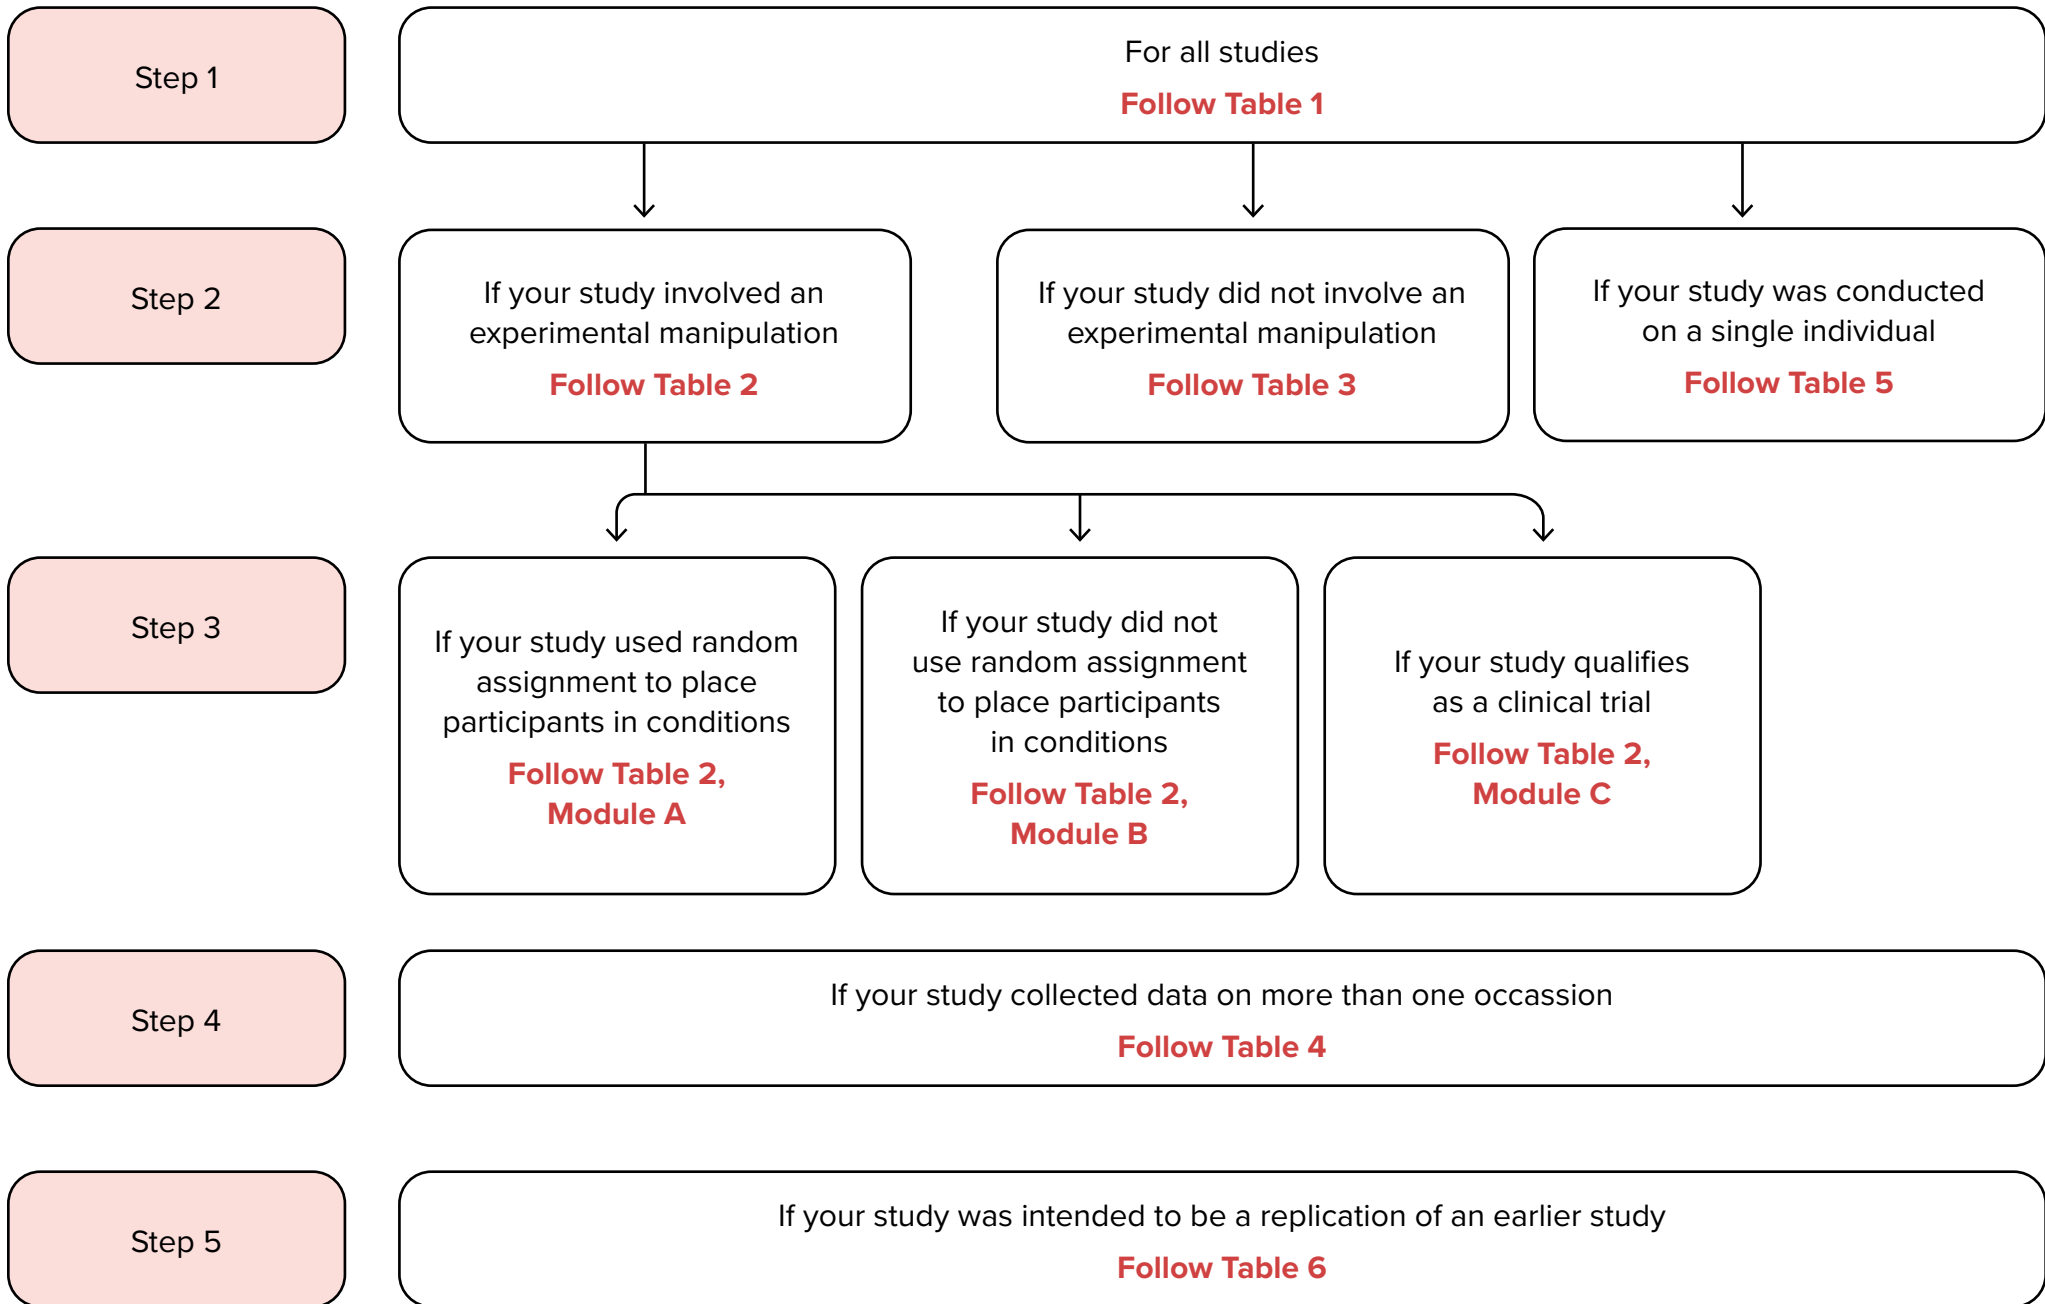 Step 1
For all studies
Follow Table 1
Step 2
If your study involved an
experimental manipulation
Follow Table 2
If your study did not involve an
experimental manipulation
Follow Table 3
If your study was conducted
on a single individual
Follow Table 5
Step 3
If your study used random
assignment to place
participants in conditions
Follow Table 2,
Module A
If your study did not
use random assignment
to place participants
in conditions
Follow Table 2,
Module B
If your study qualifies
as a clinical trial
Follow Table 2,
Module C
Step 4
If your study collected data on more than one occassion
Follow Table 4
Step 5
If your study was intended to be a replication of an earlier study
Follow Table 6